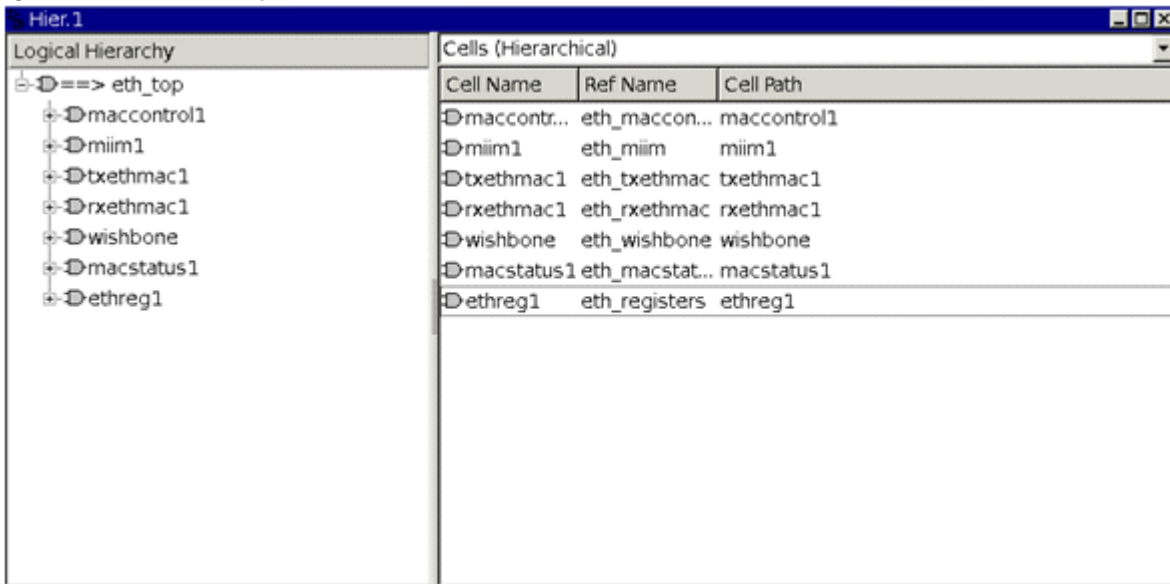 Hier.1
Logical Hierarchy
==> eth_top
maccontrol1
miim1
txethmac1
rxethmac1
wishbone
macstatus1
ethreg1
Cells (Hierarchical)
Cell Name Ref Name Cell Path
maccontr... eth_maccon... maccontrol1
miim1 eth_miim miim1
txethmac1 eth_txethmac txethmac1
rxethmac1 eth_rxethmac rxethmac1
wishbone eth_wishbone wishbone
macstatus1 eth_macstat... macstatus1
ethreg1 eth_registers ethreg1